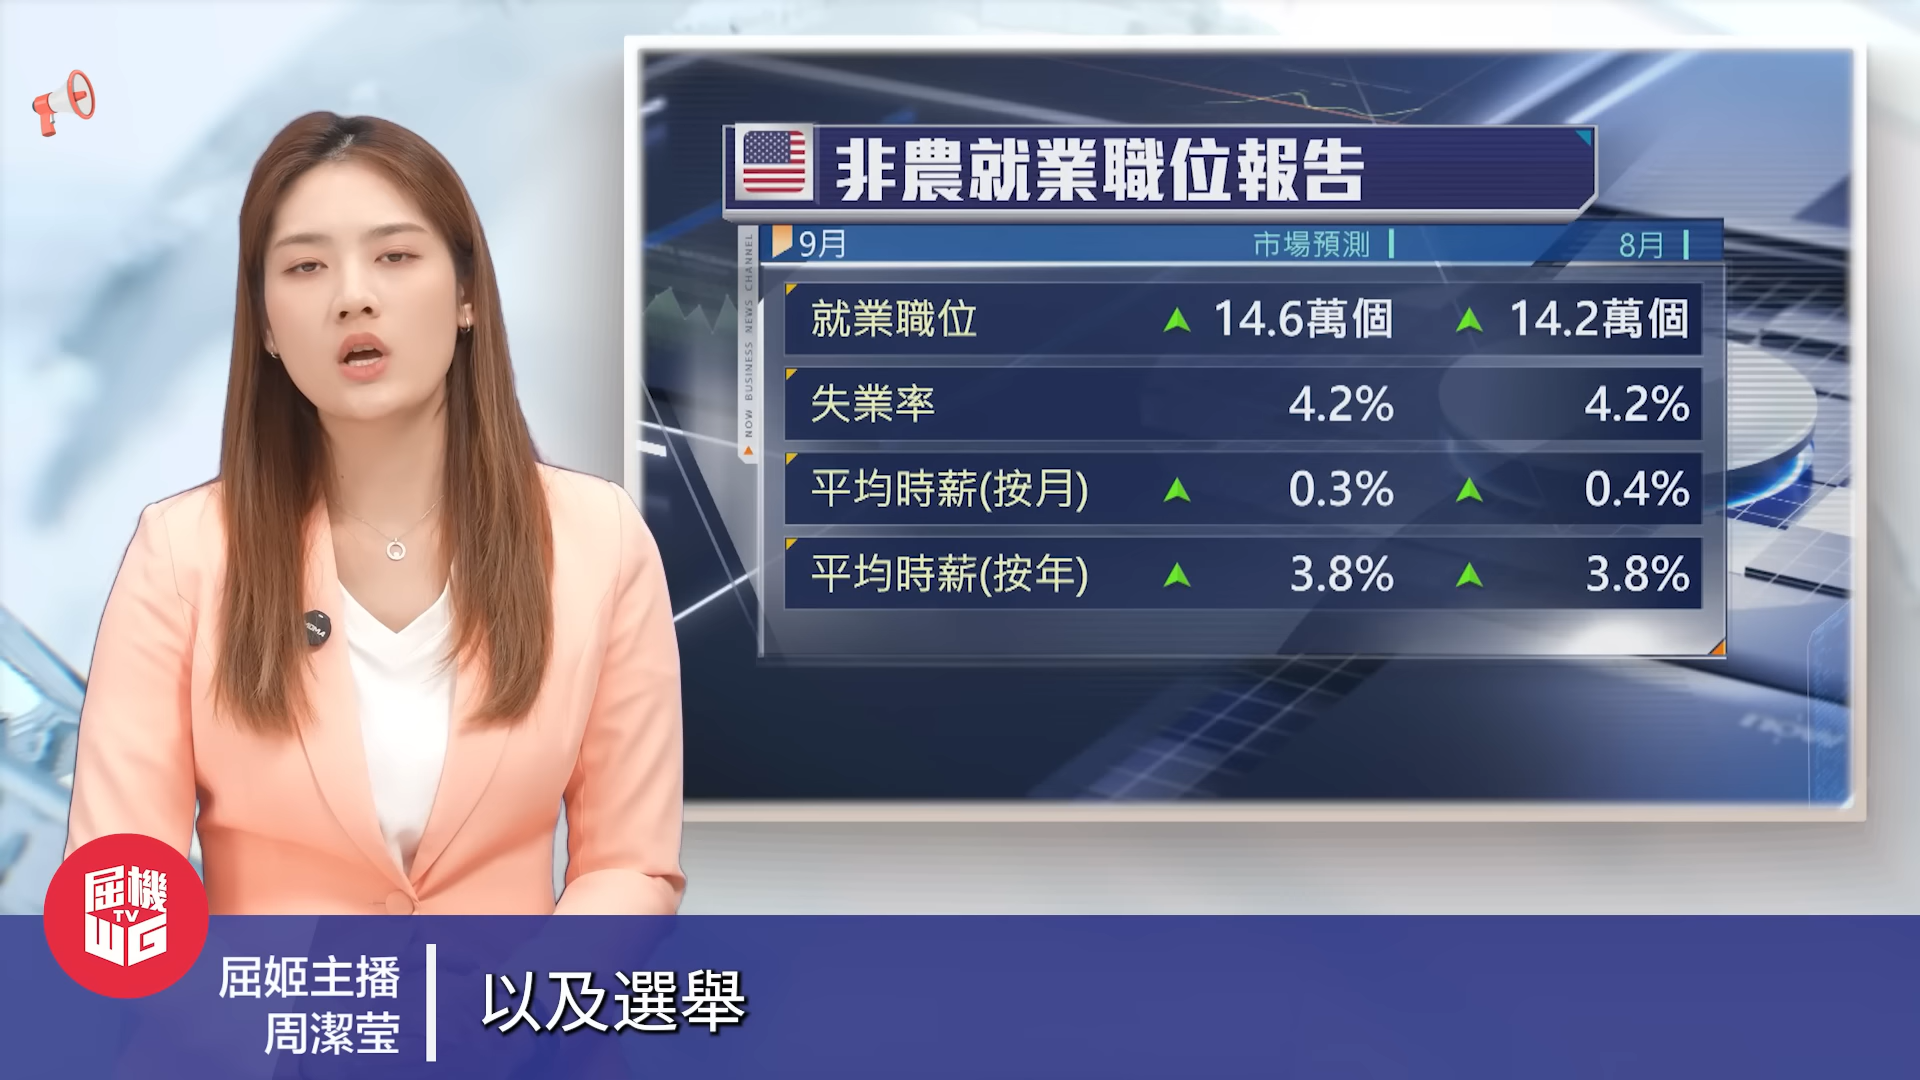 非農就業職位報告
9月 市場預測 8月
就業職位 14.6萬個 14.2萬個
失業率 4.2% 4.2%
平均時薪(按月) 0.3% 0.4%
平均時薪(按年) 3.8% 3.8%
NOW BUSINESS NEWS CHANNEL
屈機
TV
WG
屈姬主播
周潔莹
以及選舉